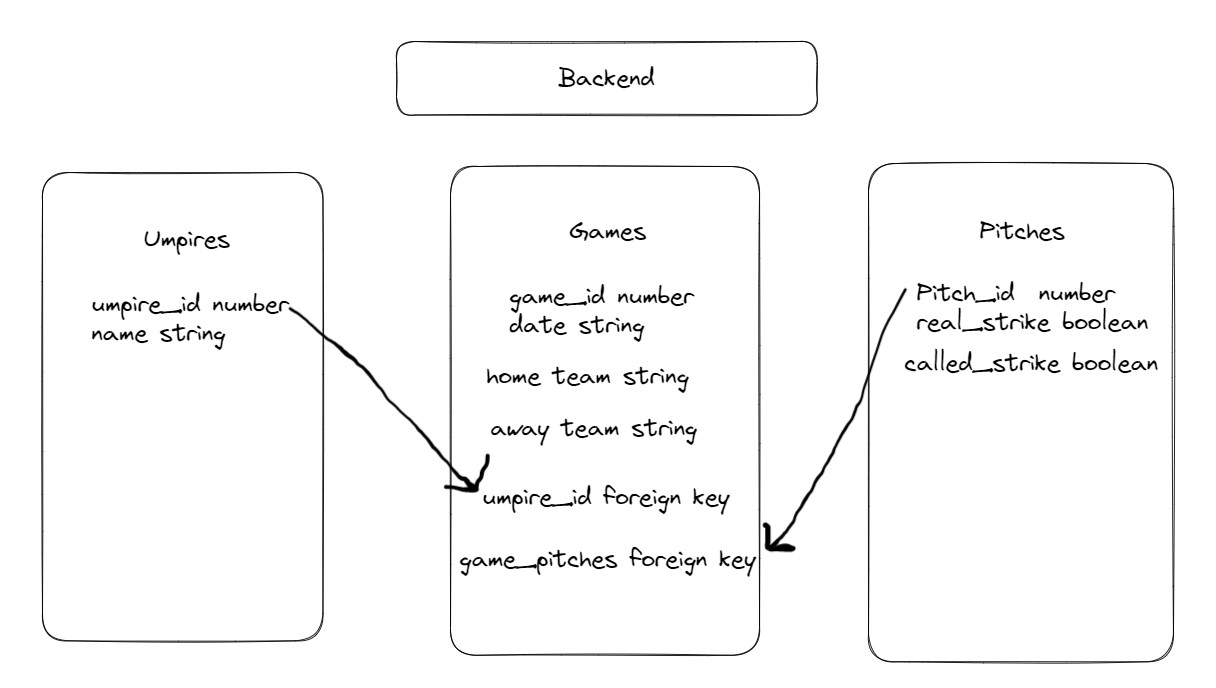 Backend
Umpires
umpire_id number
name string
Games
game_id number
date string
home team string
away team string
umpire_id foreign key
game_pitches foreign key
Pitches
Pitch_id number
real_strike boolean
called_strike boolean